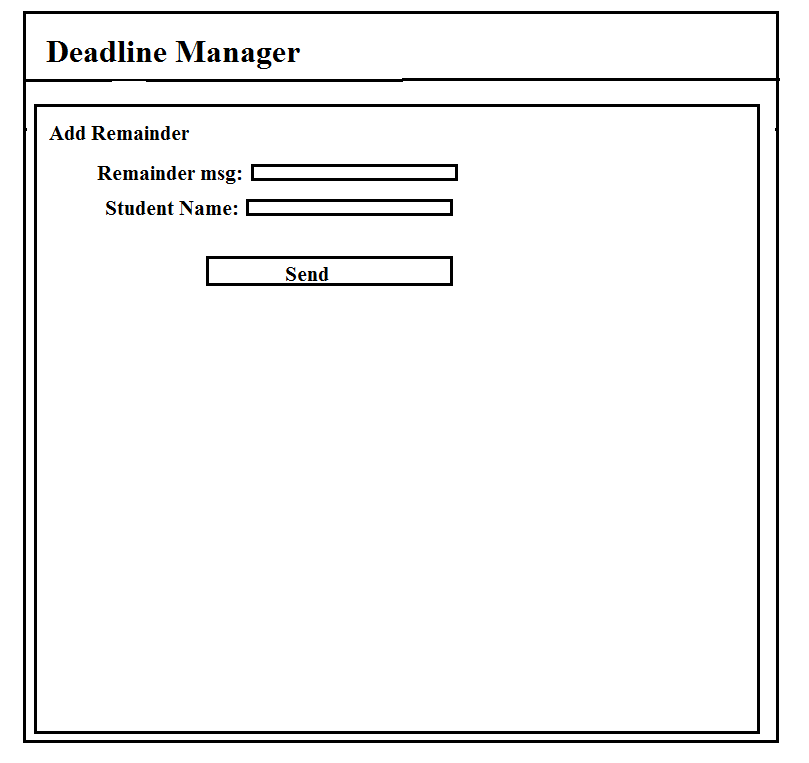 Deadline Manager
Add Remainder
Remainder msg:
Student Name:
Send